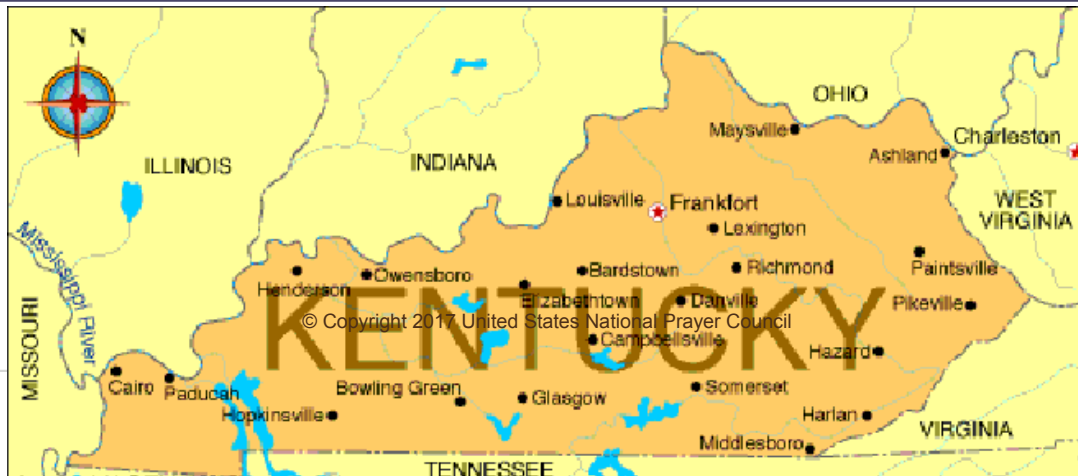 N
OHIO
Maysville
Charleston
Ashland
ILLINOIS
INDIANA
Louisville
Frankfort
WEST
VIRGINIA
Lexington
Mississippi River
Owensboro
Bardstown
Richmond
Paintsville
Henderson
Elizabethtown
Danville
Pikeville
KENTUCKY
© Copyright 2017 United States National Prayer Council
MISSOURI
Campbellsville
Hazard
Cairo
Paducah
Bowling Green
Glasgow
Somerset
Hopkinsville
Harlan
VIRGINIA
Middlesboro
TENNESSEE